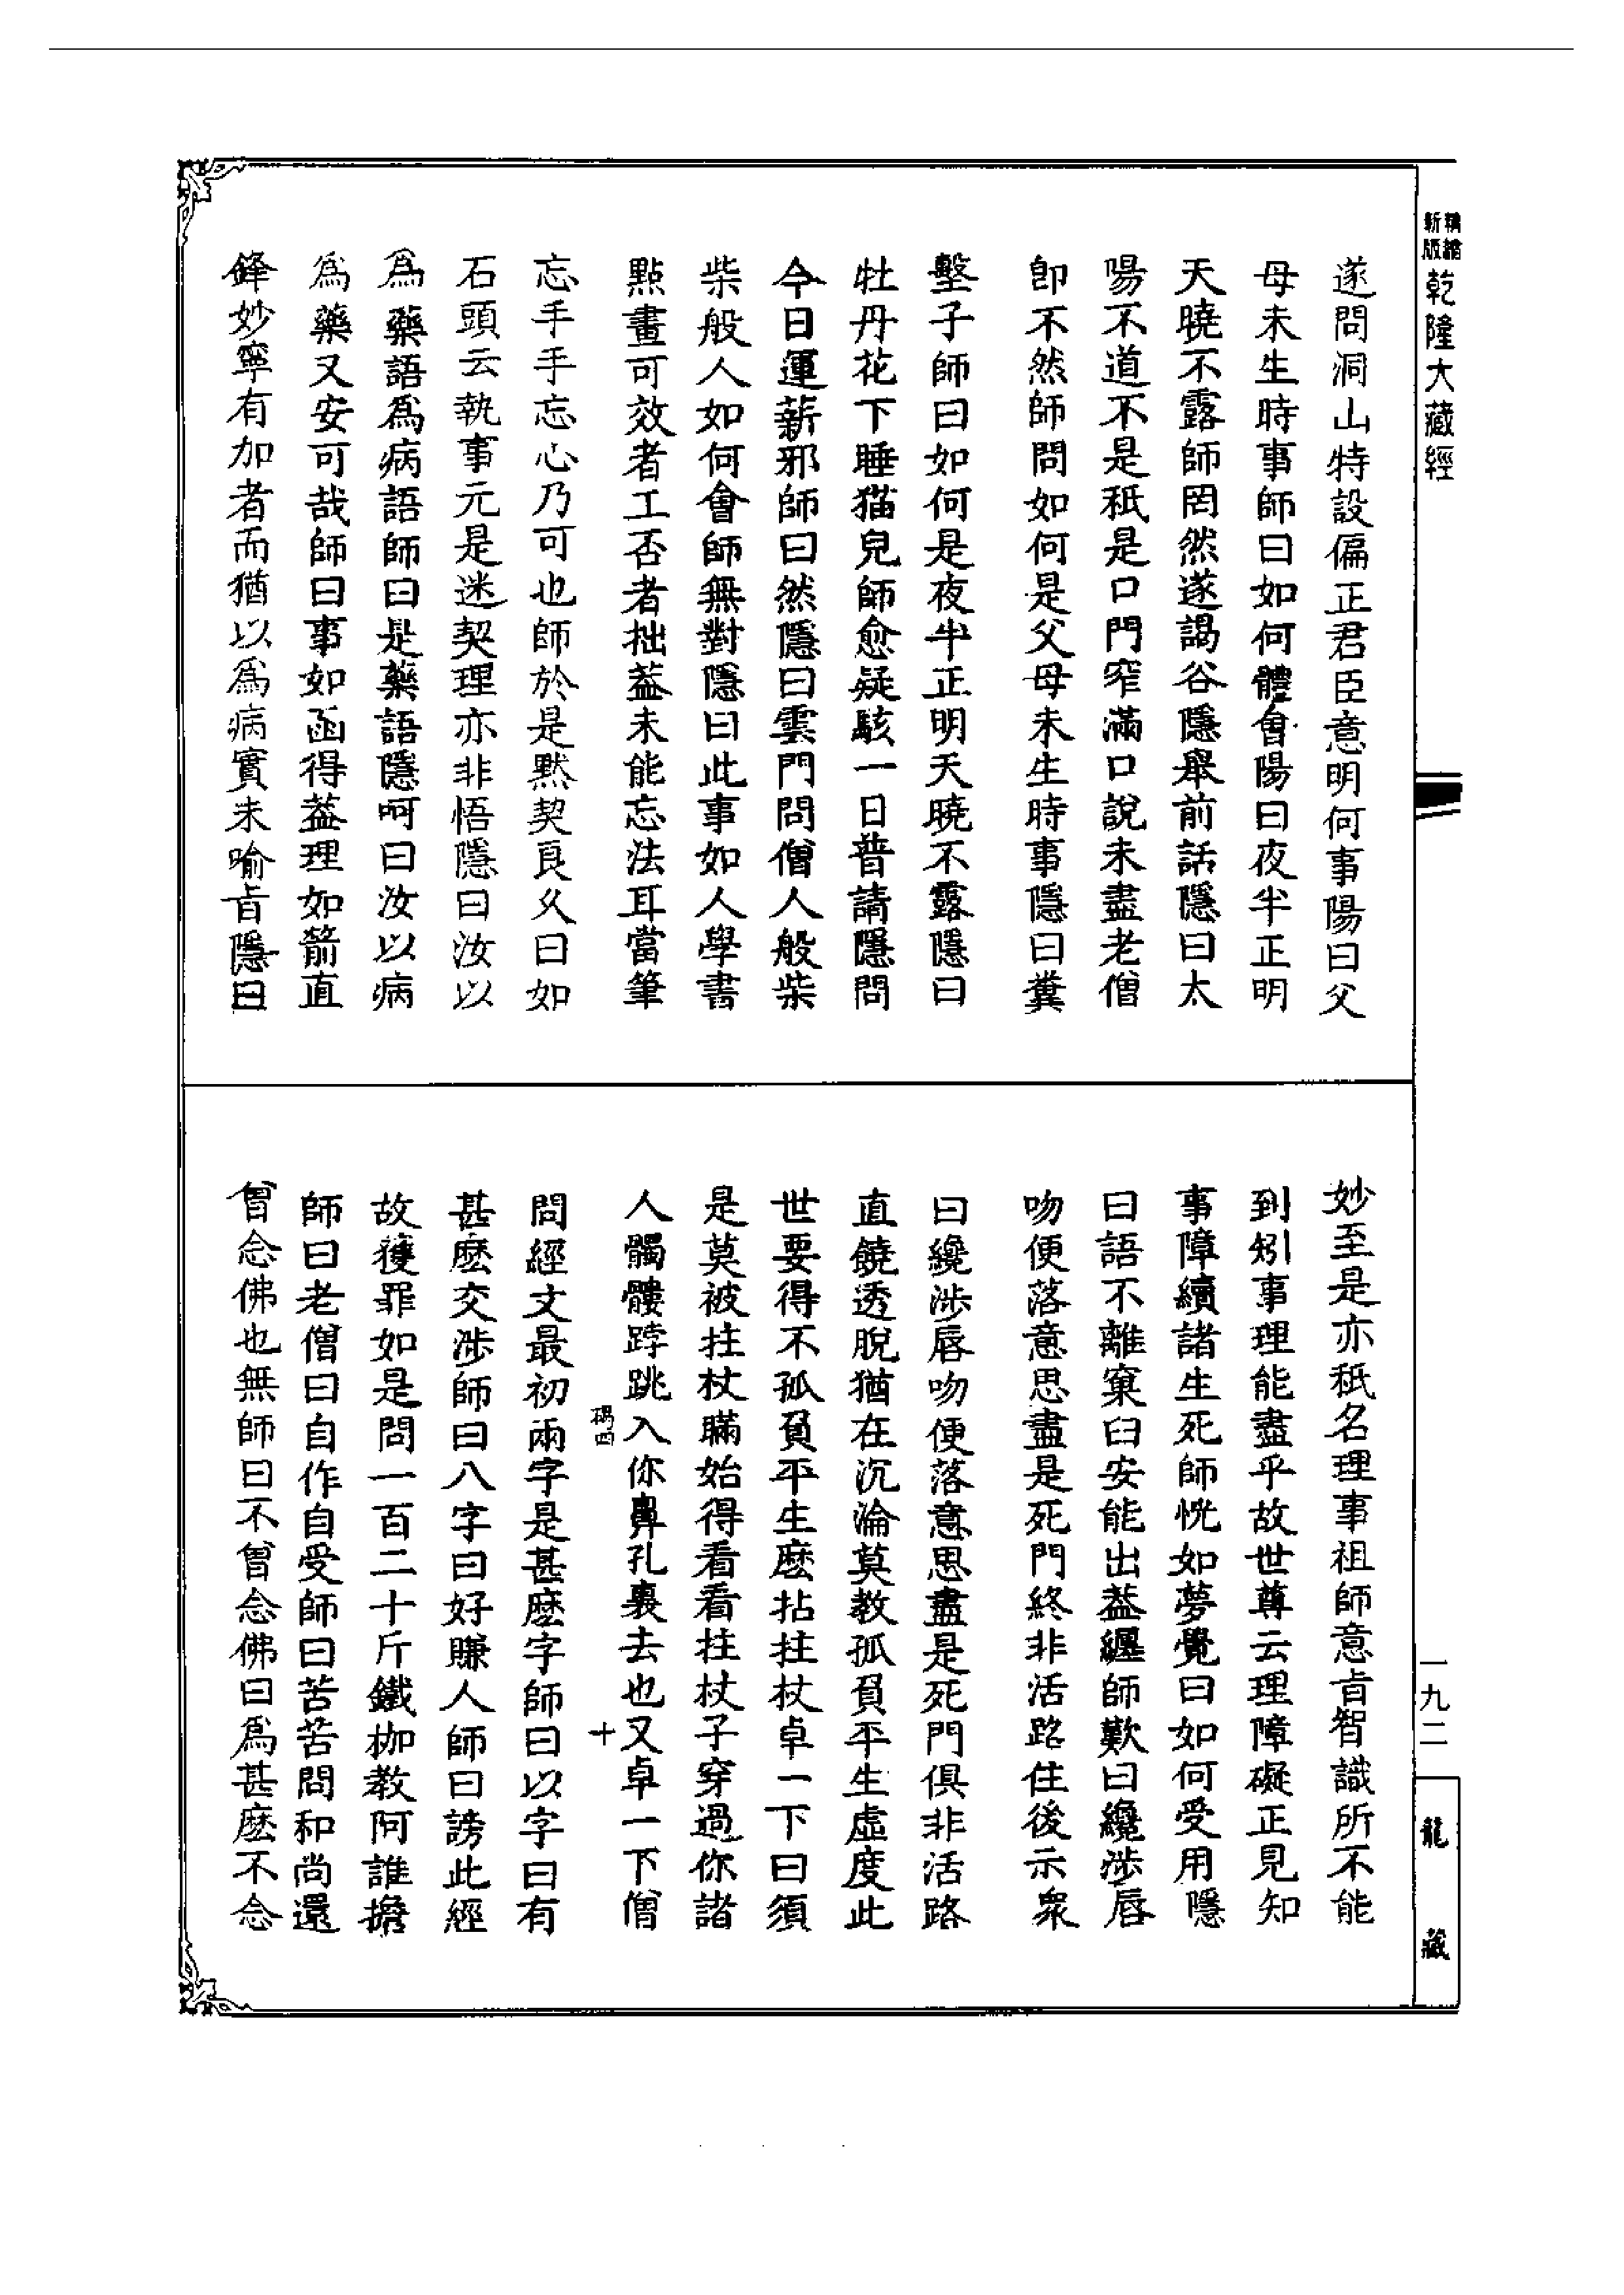 新版精縮乾隆大藏經
遂問洞山特設偏正君臣意明何事陽曰父
母未生時事師曰如何體會陽曰夜半正明
天曉不露師罔然遂謁谷隱舉前話隱曰太
陽不道不是秖是口門窄滿口說未盡老僧
卽不然師問如何是父母未生時事隱曰糞
墼子師曰如何是夜半正明天曉不露隱曰
牡丹花下睡猫兒師愈疑駭一日普請隱問
今日運薪邪師曰然隱曰雲門問僧人般柴
柴般人如何會師無對隱曰此事如人學書
點畫可效者工否者拙葢未能忘法耳當筆
忘手手忘心乃可也師於是默契良久曰如
石頭云執事元是迷契理亦非悟隱曰汝以
爲藥語爲病語師曰是藥語隱呵曰汝以病
爲藥又安可哉師曰事如函得葢理如箭直
鋒妙寧有加者而猶以爲病實未喻旨隱曰
妙至是亦秖名理事祖師意旨智識所不能
到矧事理能盡乎故世尊云理障礙正見知
事障續諸生死師恍如夢覺曰如何受用隱
曰語不離窠臼安能出葢纏師歎曰纔涉唇
吻便落意思盡是死門終非活路住後示衆
曰纔涉唇吻便落意思盡是死門俱非活路
直饒透脫猶在沉淪莫教孤負平生虛度此
世要得不孤負平生麽拈拄杖卓一下曰須
是莫被拄杖瞞始得看看拄杖子穿過你諸
人髑髏踍跳入你鼻孔裏去也又卓一下僧
碼四 十
問經文最初兩字是甚麽字師曰以字曰有
甚麽交涉師曰八字曰好賺人師曰謗此經
故獲罪如是問一百二十斤鐵枷教阿誰擔
師曰老僧曰自作自受師曰苦苦問和尚還
曾念佛也無師曰不曾念佛曰爲甚麽不念
一九二
龍藏